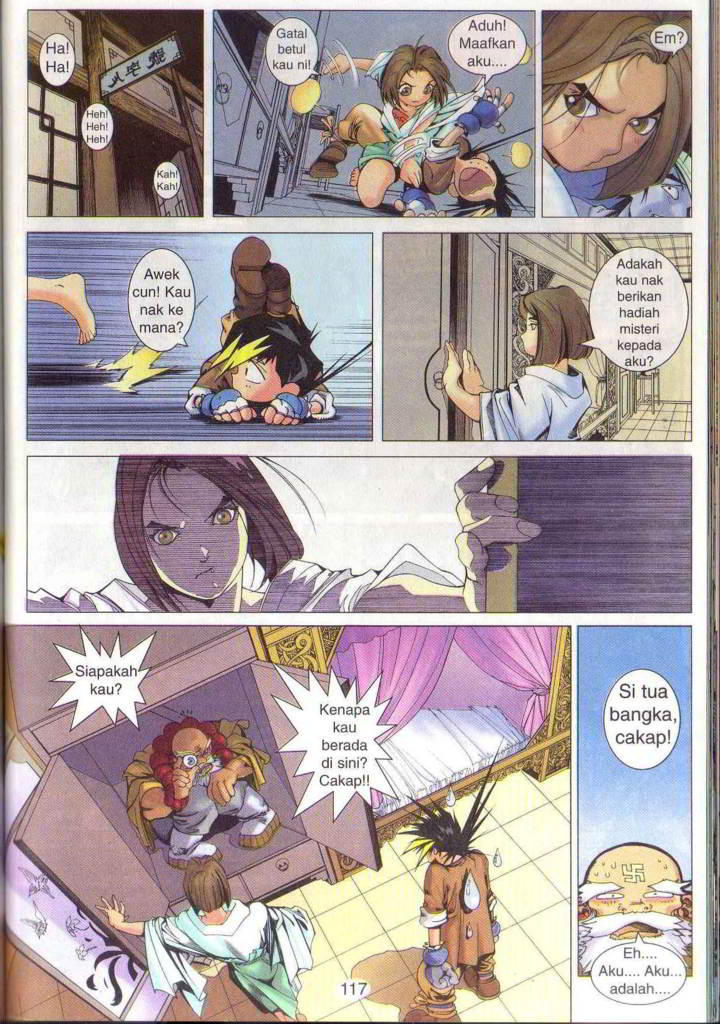 Ha!
Ha!
Heh!
Heh!
Heh!
Kah!
Kah!
Gatal
betul
kau ni!
Aduh!
Maafkan
aku....
Em?
Awek
cun! Kau
nak ke
mana?
Adakah
kau nak
berikan
hadiah
misteri
kepada
aku?
Siapakah
kau?
Kenapa
kau
berada
di sini?
Cakap!!
Si tua
bangka,
cakap!
卍
Eh....
Aku.... Aku...
adalah....
117